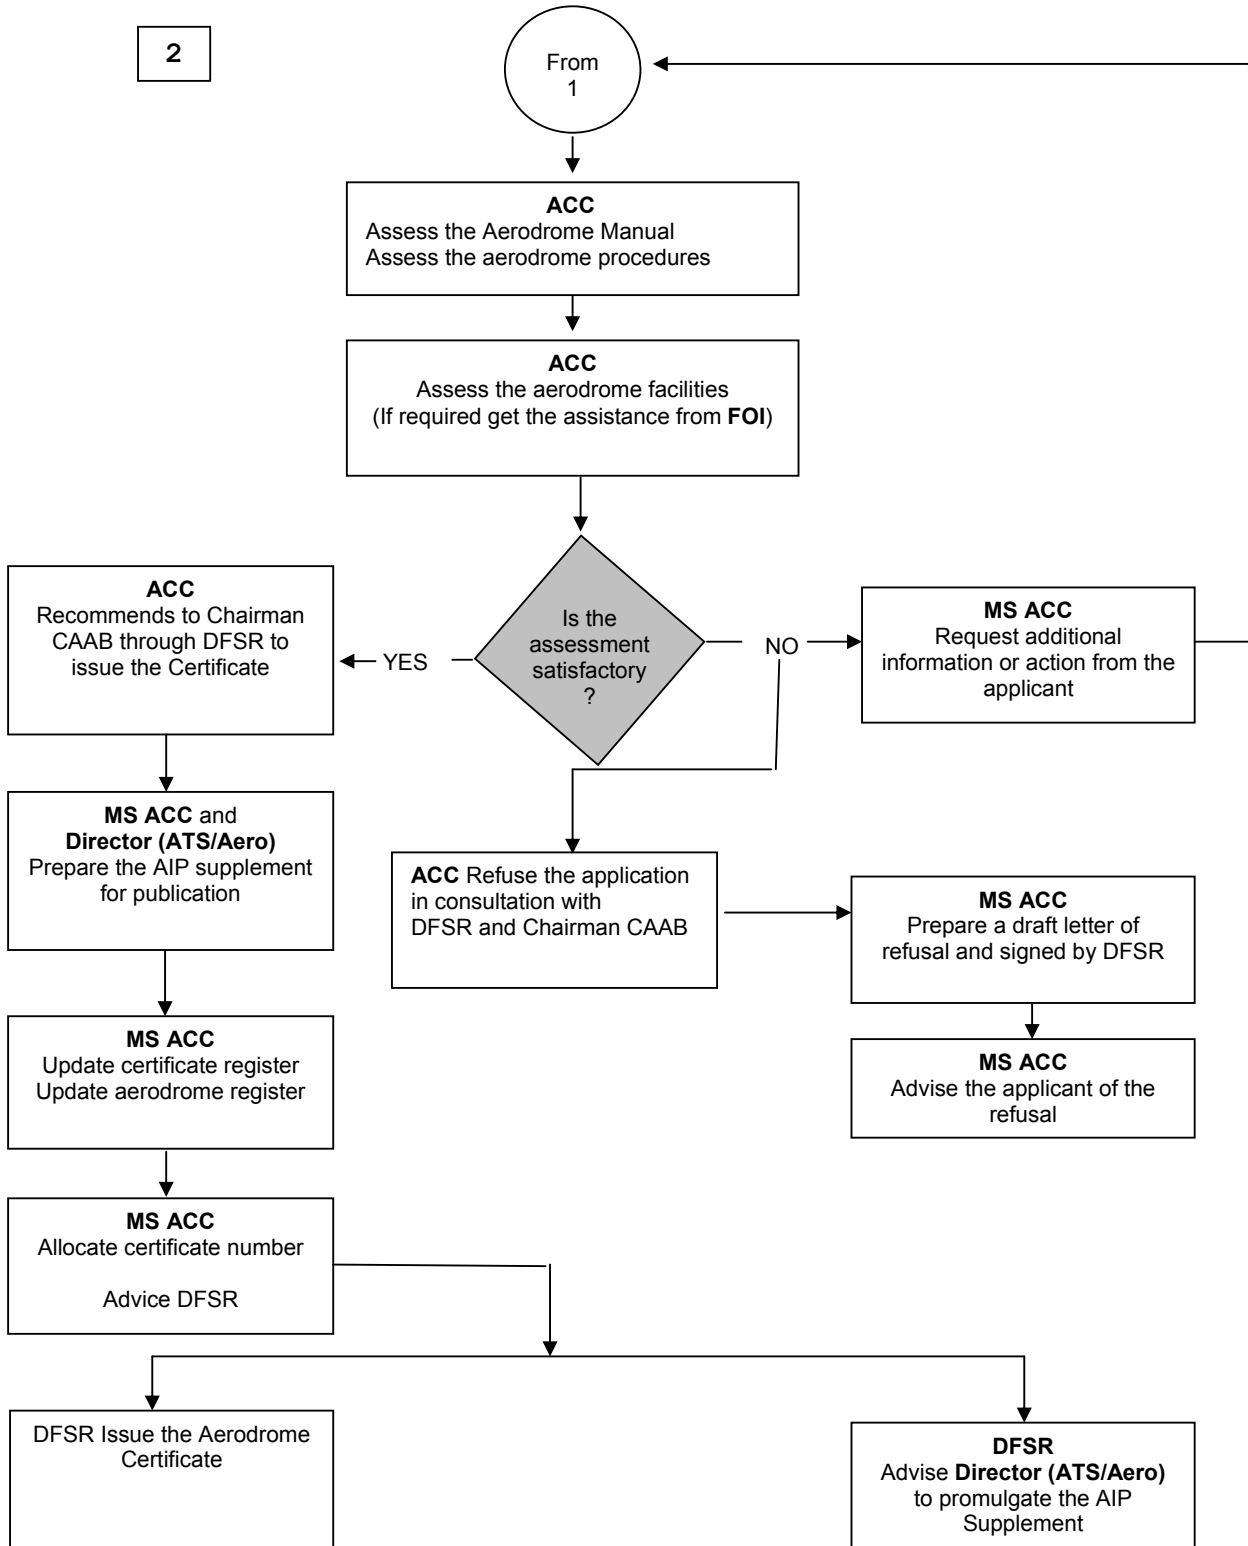 2
From
1
ACC
Assess the Aerodrome Manual
Assess the aerodrome procedures
ACC
Assess the aerodrome facilities
(If required get the assistance from FOI)
Is the
assessment
satisfactory
?
YES
NO
ACC
Recommends to Chairman
CAAB through DFSR to
issue the Certificate
MS ACC
Request additional
information or action from the
applicant
MS ACC and
Director (ATS/Aero)
Prepare the AIP supplement
for publication
ACC Refuse the application
in consultation with
DFSR and Chairman CAAB
MS ACC
Prepare a draft letter of
refusal and signed by DFSR
MS ACC
Update certificate register
Update aerodrome register
MS ACC
Advise the applicant of the
refusal
MS ACC
Allocate certificate number
Advice DFSR
DFSR Issue the Aerodrome
Certificate
DFSR
Advise Director (ATS/Aero)
to promulgate the AIP
Supplement